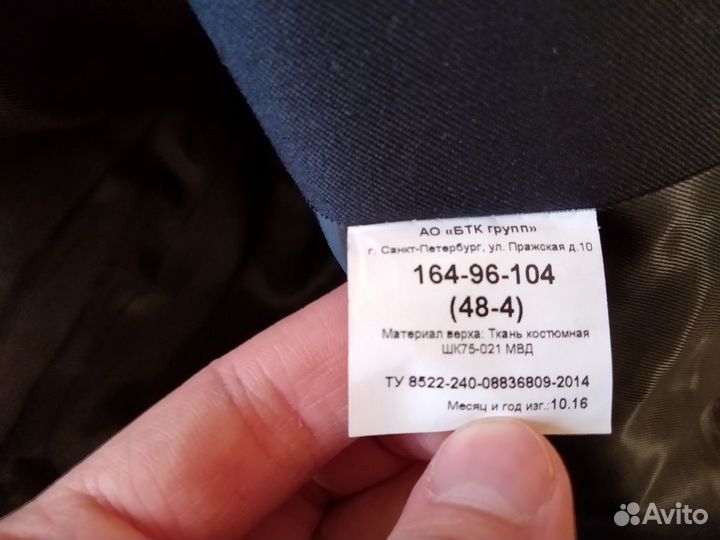 АО «БТК групп»
г. Санкт-Петербург, ул. Пражская д.10
164-96-104
(48-4)
Материал верха: Ткань костюмная
ШК75-021 МВД
ТУ 8522-240-08836809-2014
Месяц и год изг.:10.16
Avito